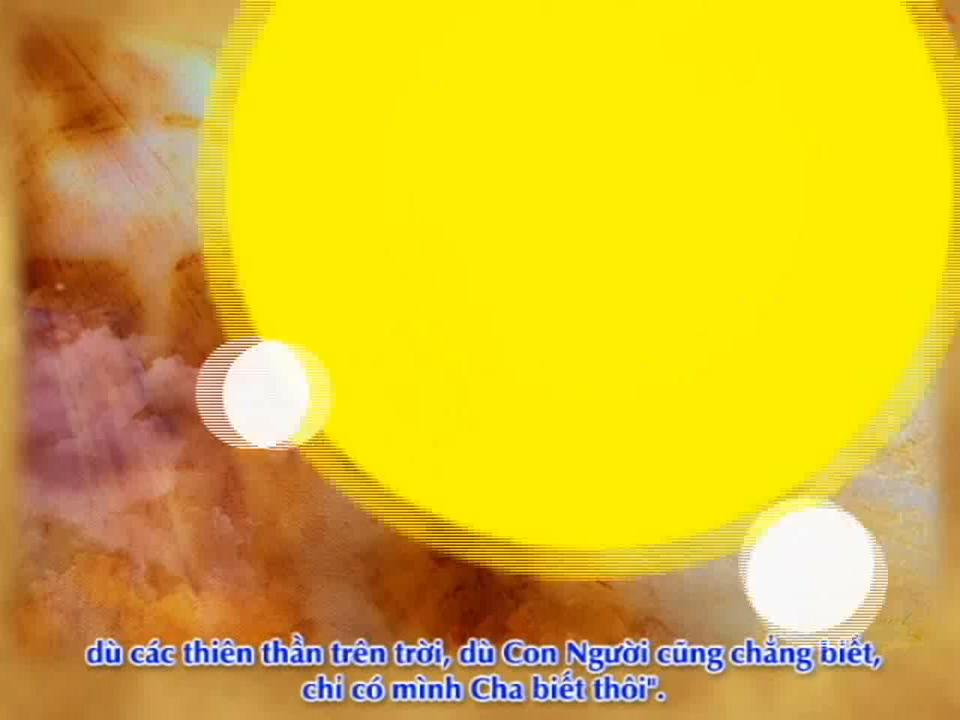 dù các thiên thần trên trời, dù Con Người cũng chẳng biết,
chỉ có mình Cha biết thôi".